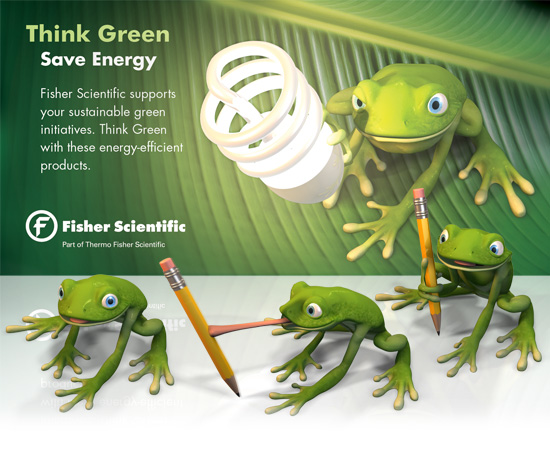 Think Green
Save Energy
Fisher Scientific supports
your sustainable green
initiatives. Think Green
with these energy-efficient
products.
Fisher Scientific
Part of Thermo Fisher Scientific